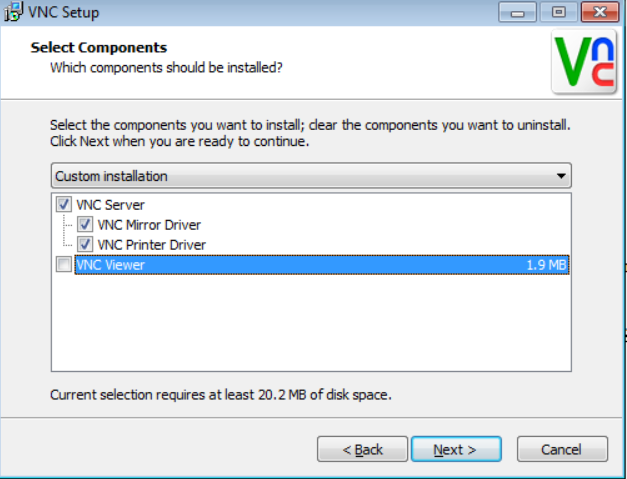 VNC Setup
Select Components
Which components should be installed?
VNC
Select the components you want to install; clear the components you want to uninstall.
Click Next when you are ready to continue.
Custom installation
VNC Server
VNC Mirror Driver
VNC Printer Driver
VNC Viewer 1.9 MB
Current selection requires at least 20.2 MB of disk space.
< Back Next > Cancel